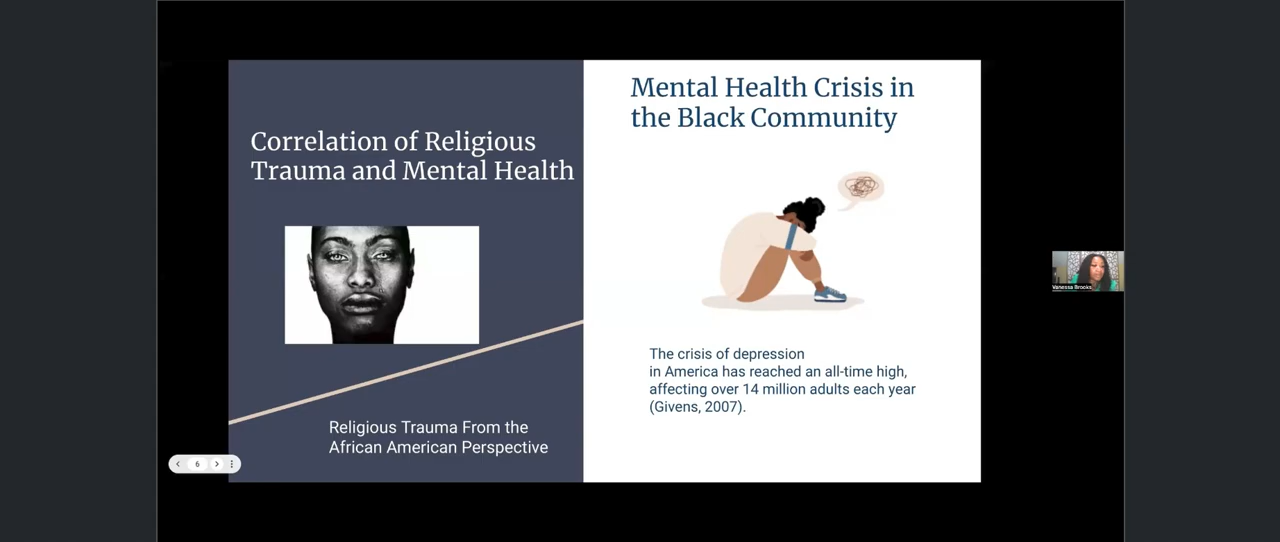 Correlation of Religious
Trauma and Mental Health
Religious Trauma From the
African American Perspective
Mental Health Crisis in
the Black Community
The crisis of depression
in America has reached an all-time high,
affecting over 14 million adults each year
(Givens, 2007).
6
Vanessa Brooks